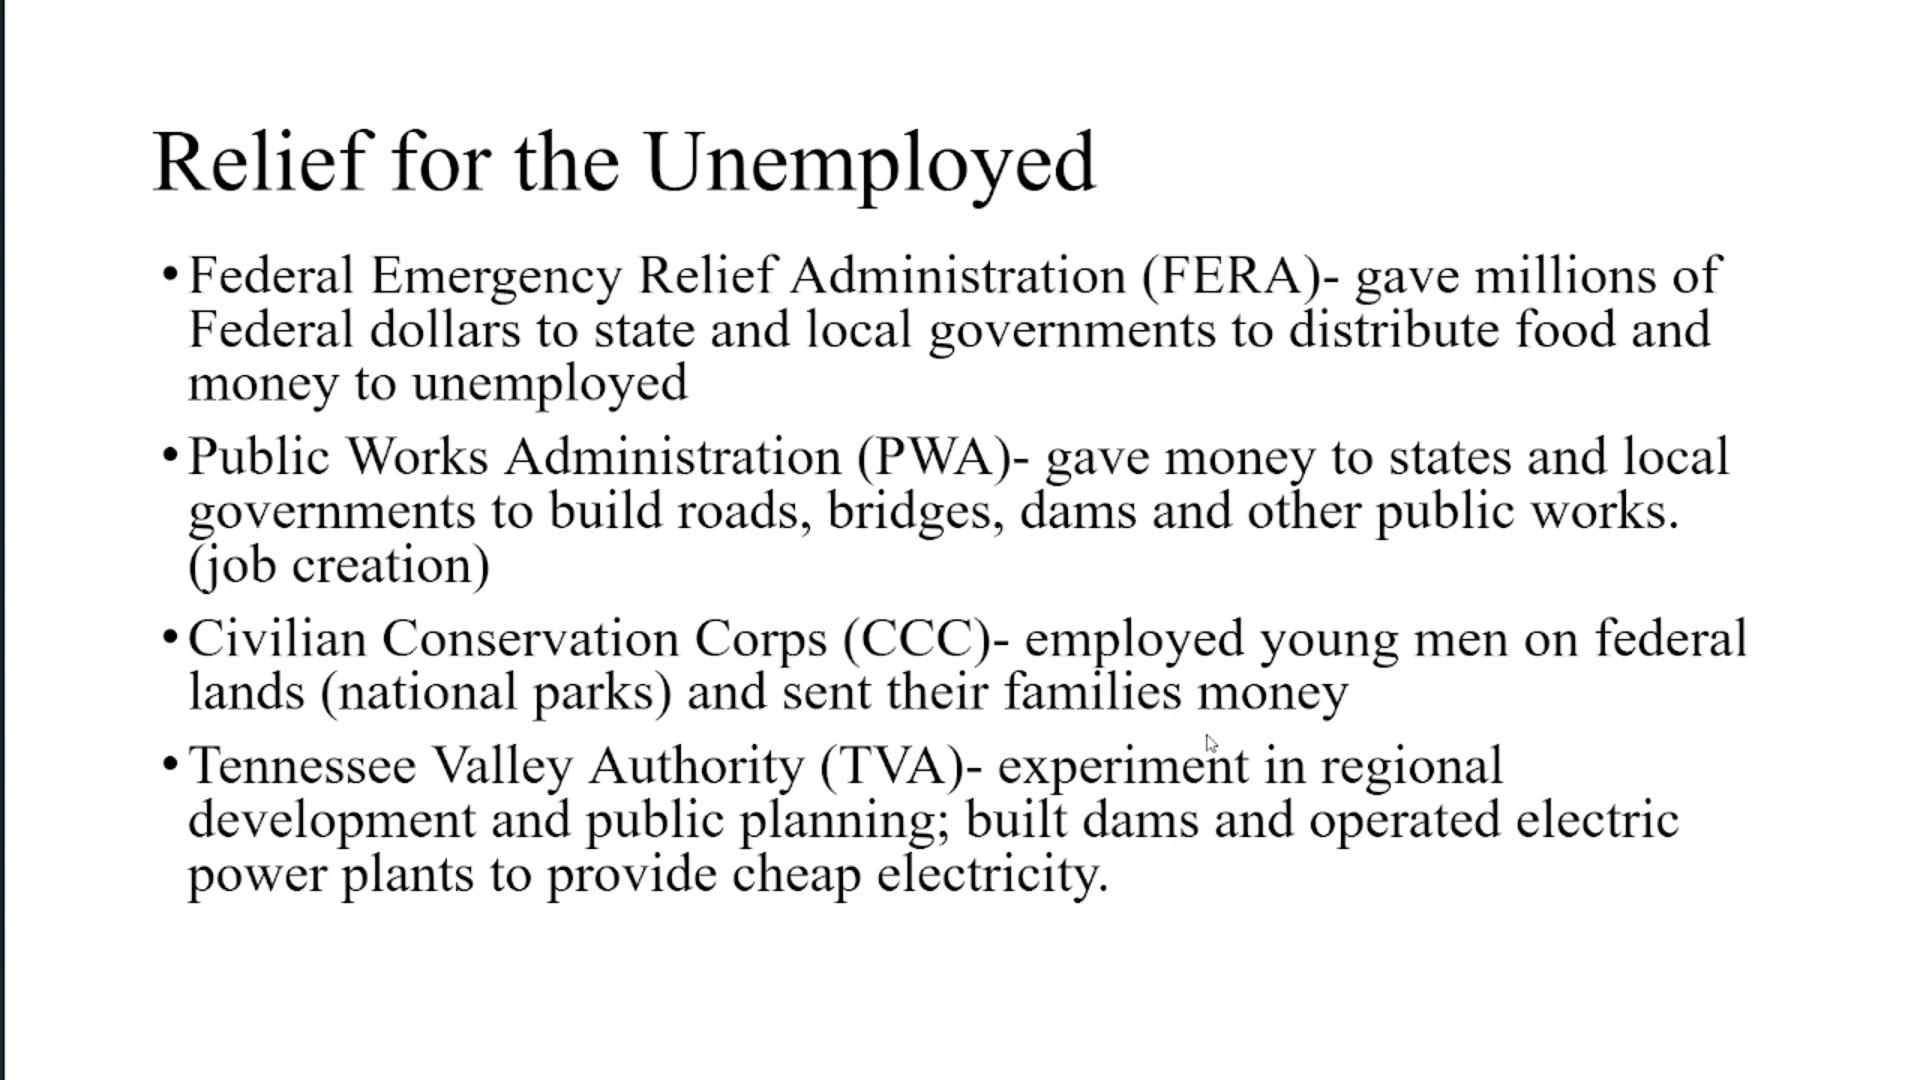 Relief for the Unemployed
•Federal Emergency Relief Administration (FERA)- gave millions of
Federal dollars to state and local governments to distribute food and
money to unemployed
•Public Works Administration (PWA)- gave money to states and local
governments to build roads, bridges, dams and other public works.
(job creation)
•Civilian Conservation Corps (CCC)- employed young men on federal
lands (national parks) and sent their families money
•Tennessee Valley Authority (TVA)- experiment in regional
development and public planning; built dams and operated electric
power plants to provide cheap electricity.